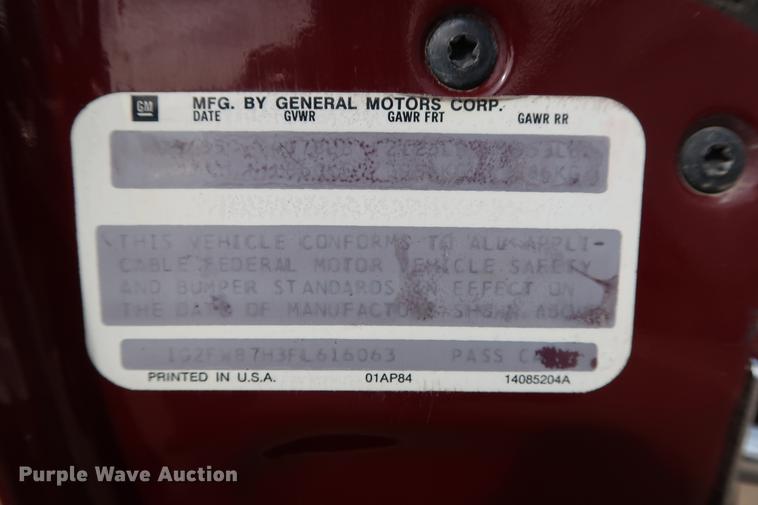 GM MFG. BY GENERAL MOTORS CORP.
DATE GVWR GAWR FRT GAWR RR
THIS VEHICLE CONFORMS TO ALL APPLI-
CABLE FEDERAL MOTOR VEHICLE SAFETY
AND BUMPER STANDARDS IN EFFECT ON
THE DATE OF MANUFACTURE SHOWN ABOVE
1G2FW87H3FL616063 PASS CAR
PRINTED IN U.S.A. 01AP84 14085204A
Purple Wave Auction